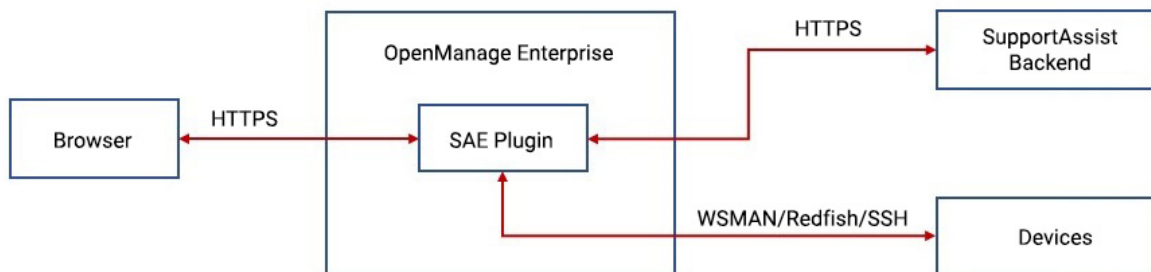 OpenManage Enterprise
HTTPS
SupportAssist
Backend
Browser
HTTPS
SAE Plugin
WSMAN/Redfish/SSH
Devices